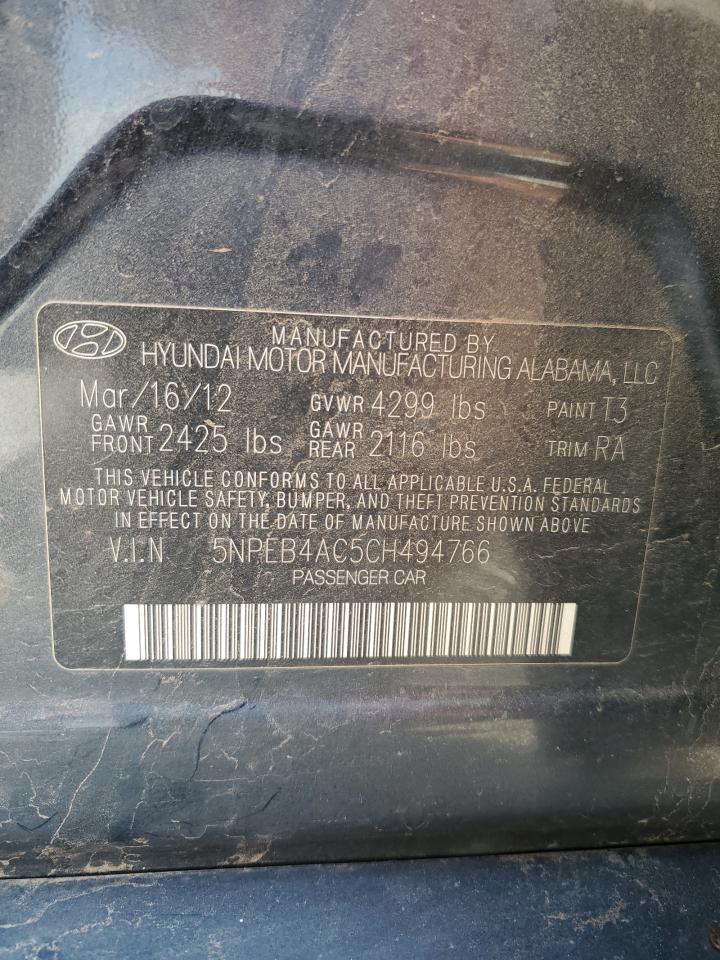 MANUFACTURED BY
HYUNDAI MOTOR MANUFACTURING ALABAMA, LLC
Mar/16/12 GVWR 4299 lbs PAINT T3
GAWR FRONT 2425 lbs GAWR REAR 2116 lbs TRIM RA
THIS VEHICLE CONFORMS TO ALL APPLICABLE U.S.A. FEDERAL
MOTOR VEHICLE SAFETY, BUMPER, AND THEFT PREVENTION STANDARDS
IN EFFECT ON THE DATE OF MANUFACTURE SHOWN ABOVE
V.I.N 5NPEB4AC5CH494766
PASSENGER CAR